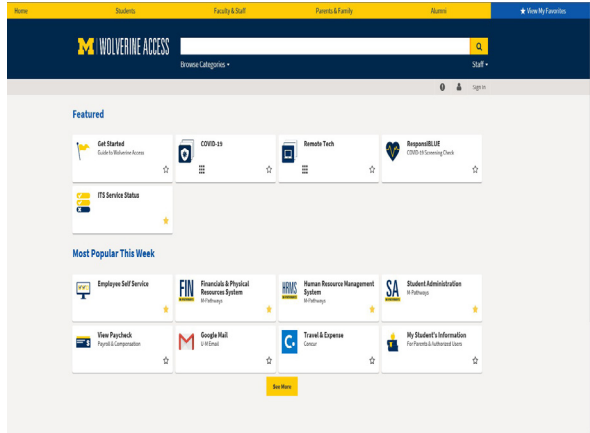 Home Students Faculty & Staff Parents & Family Alumni ★ View My Favorites
M WOLVERINE ACCESS
Browse Categories Staff
Sign In
Featured
Get Started
Guide to Wolverine Access
COVID-19
Remote Tech
ResponsiBLUE
COVID-19 Screening Check
ITS Service Status
Most Popular This Week
Employee Self Service
FIN
Financials & Physical
Resources System
M-Pathways
HRMS
Human Resource Management
System
M-Pathways
SA
Student Administration
M-Pathways
View Paycheck
Payroll & Compensation
Google Mail
U-M Email
C.
Travel & Expense
Concur
My Student's Information
For Parents & Authorized Users
See More